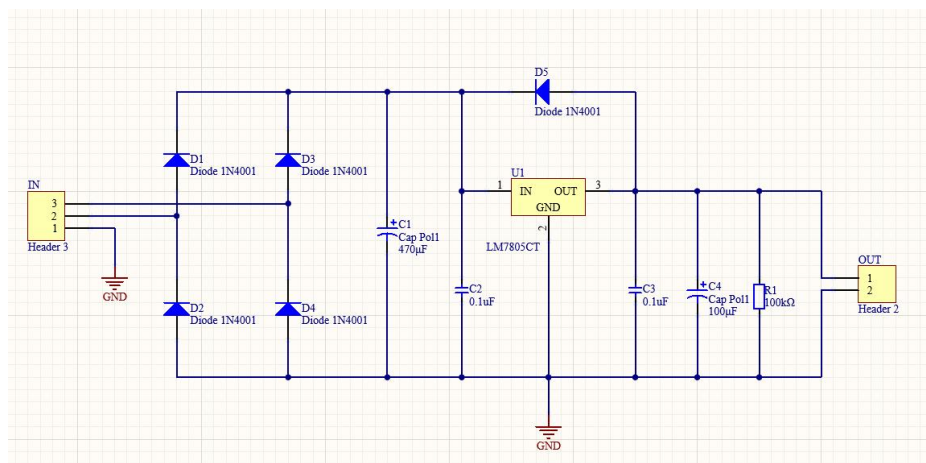 D5
Diode 1N4001
D1
Diode 1N4001
D3
Diode 1N4001
U1
1 IN OUT 3
GND
2
LM7805CT
IN
3
2
1
Header 3
GND
C1
+
Cap Pol1
470µF
D2
Diode 1N4001
D4
Diode 1N4001
C2
0.1uF
C3
0.1uF
C4
+
Cap Pol1
100µF
R1
100kΩ
OUT
1
2
Header 2
GND